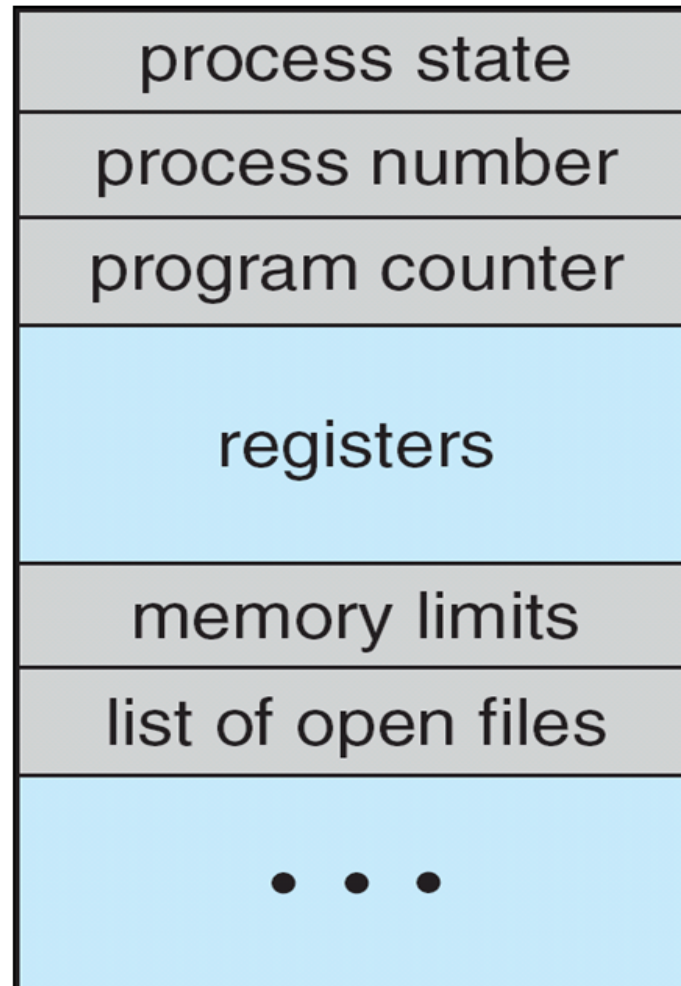 process state
process number
program counter
registers
memory limits
list of open files
• • •